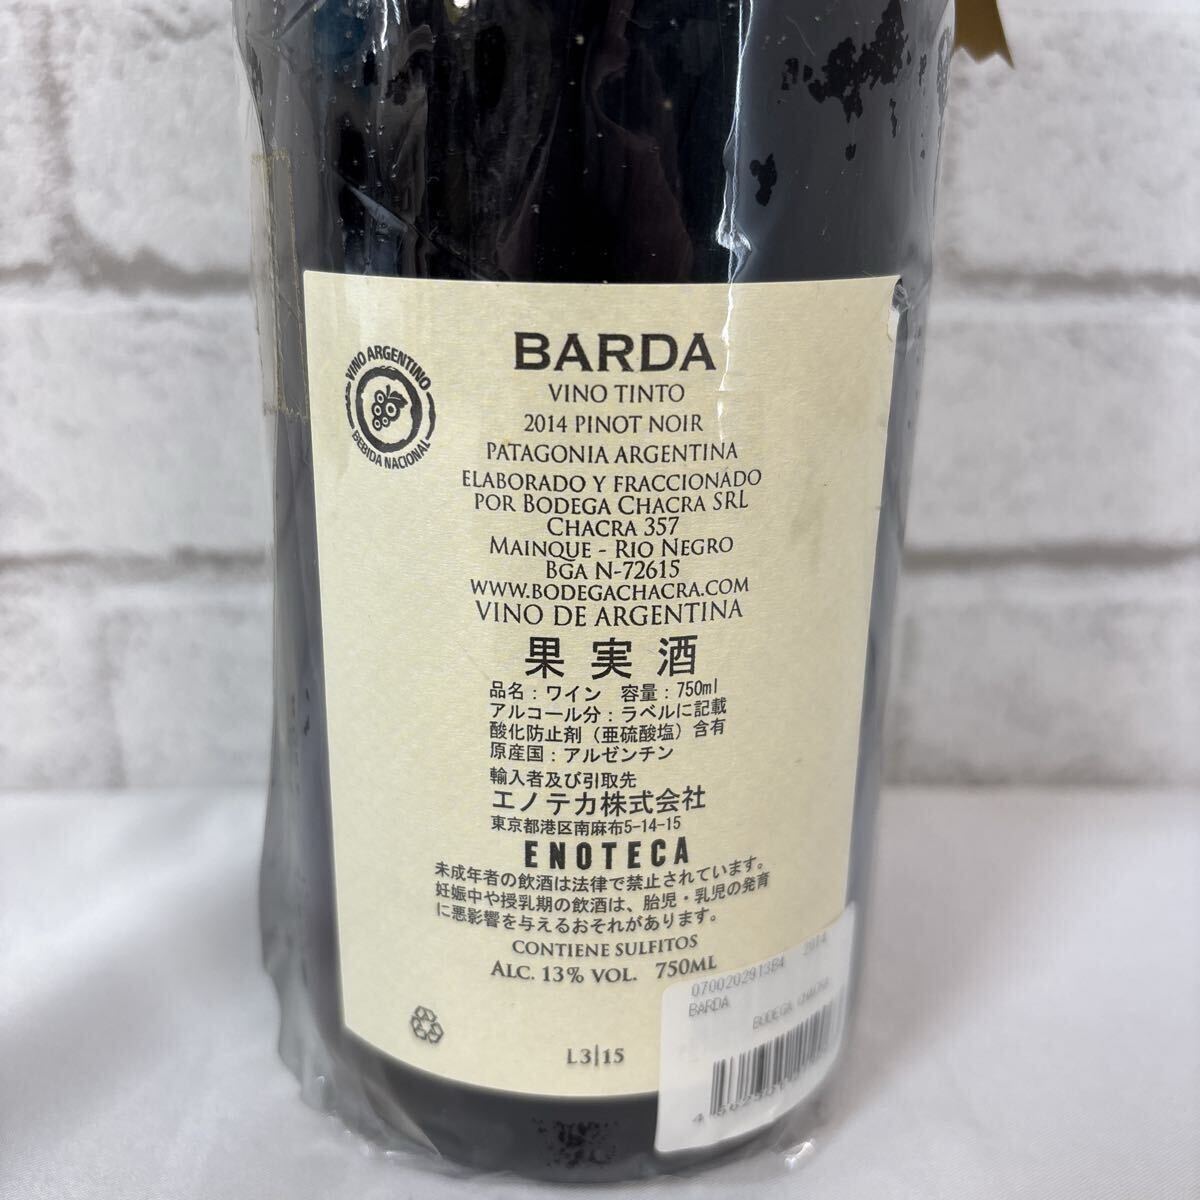 BARDA
VINO TINTO
2014 PINOT NOIR
PATAGONIA ARGENTINA
ELABORADO Y FRACCIONADO
POR BODEGA CHACRA SRL
CHACRA 357
MAINQUE - RIO NEGRO
BGA N-72615
WWW.BODEGACHACRA.COM
VINO DE ARGENTINA
VINO ARGENTINO
BEBIDA NACIONAL
果実酒
品名：ワイン 容量：750ml
アルコール分：ラベルに記載
酸化防止剤（亜硫酸塩）含有
原産国：アルゼンチン
輸入者及び引取先
エノテカ株式会社
東京都港区南麻布5-14-15
ENOTECA
未成年者の飲酒は法律で禁止されています。
妊娠中や授乳期の飲酒は、胎児・乳児の発育
に悪影響を与えるおそれがあります。
CONTIENE SULFITOS
ALC. 13% VOL. 750ML
L3|15
0700202913B4 2014
BARDA
BODEGA CHACRA